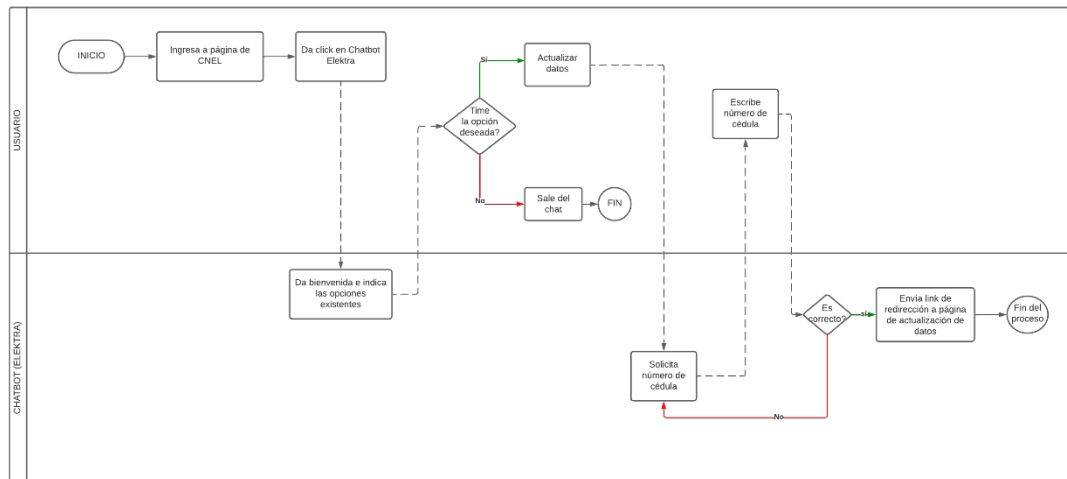 USUARIO
INICIO
Ingresa a página de
CNEL
Da click en Chatbot
Elektra
Time
la opción
deseada?
Sí
Actualizar
datos
No
Sale del
chat
FIN
Escribe
número de
cédula
CHATBOT (ELEKTRA)
Da bienvenida e indica
las opciones
existentes
Solicita
número de
cédula
Es
correcto?
sí
No
Envía link de
redirección a página
de actualización de
datos
Fin del
proceso